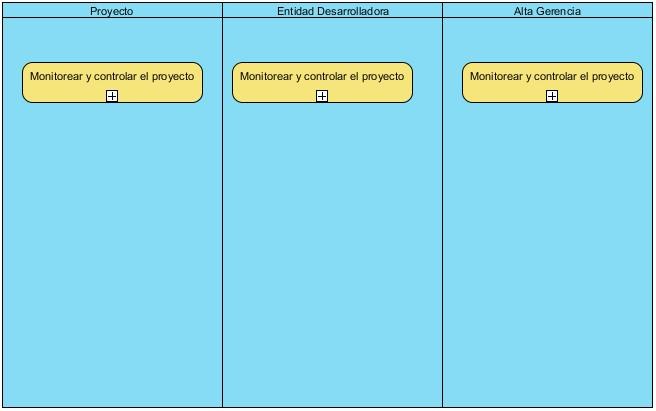 Proyecto
Entidad Desarrolladora
Alta Gerencia
Monitorear y controlar el proyecto
Monitorear y controlar el proyecto
Monitorear y controlar el proyecto